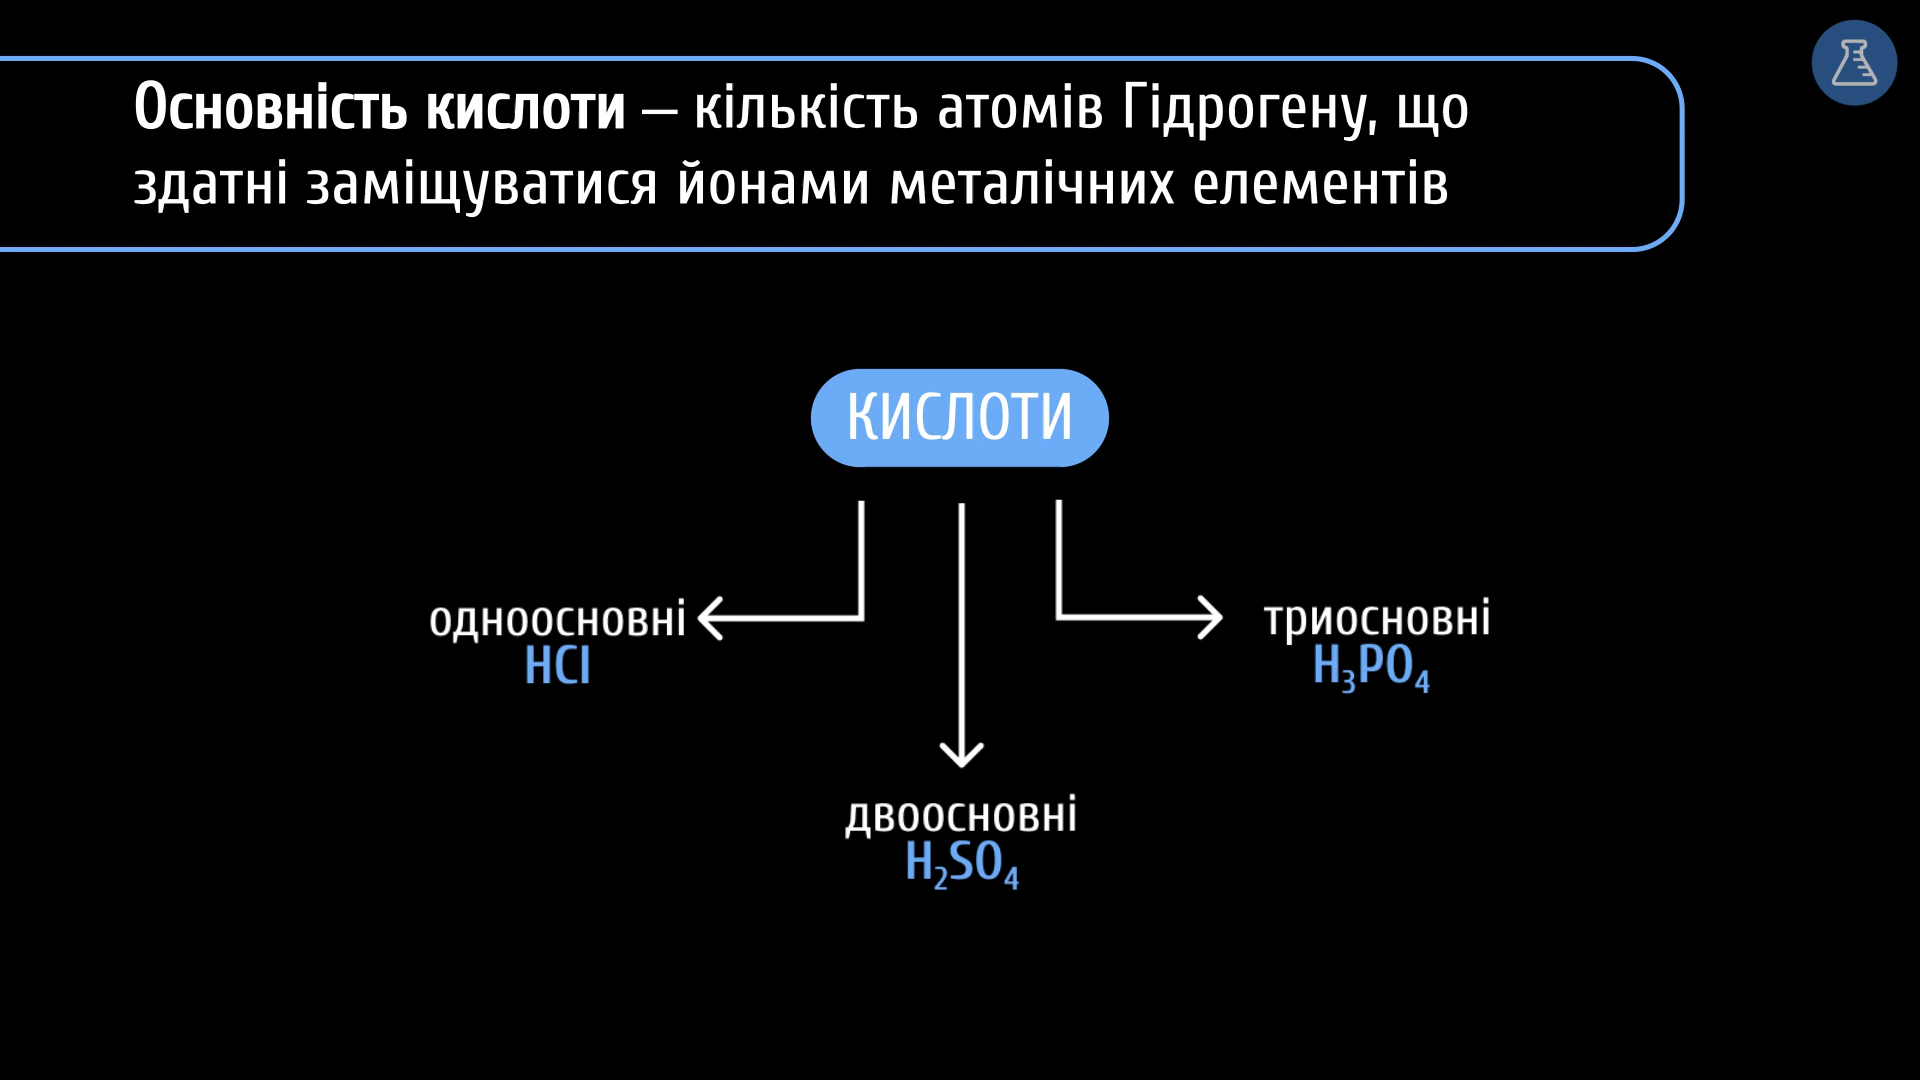 Основність кислоти – кількість атомів Гідрогену, що
здатні заміщуватися йонами металічних елементів
КИСЛОТИ
одноосновні
HCl
триосновні
H₃PO₄
двоосновні
H₂SO₄